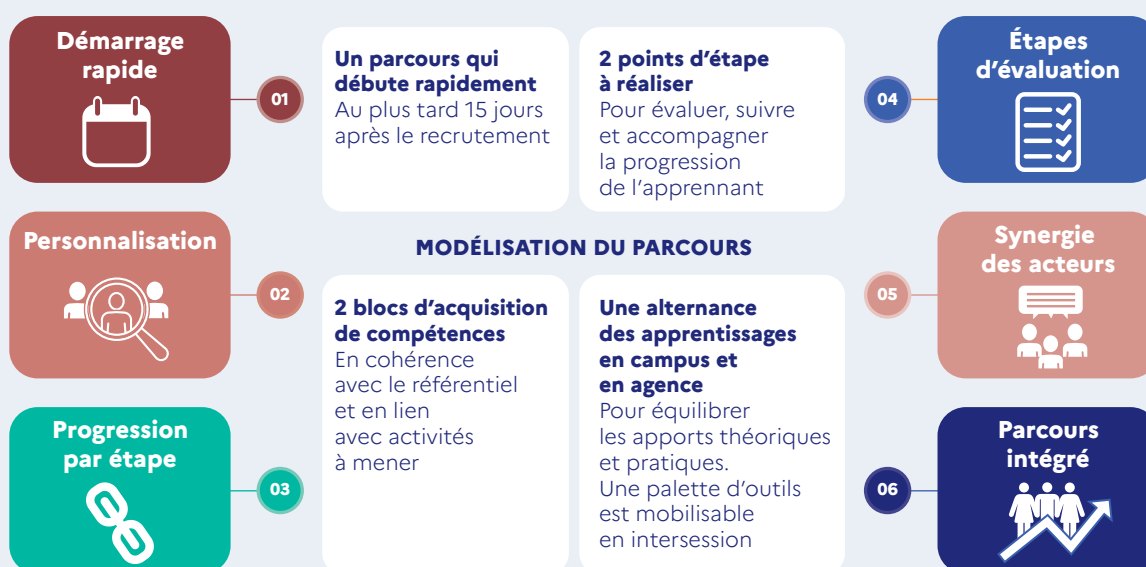 Démarrage
rapide
01
Un parcours qui
débute rapidement
Au plus tard 15 jours
après le recrutement
2 points d'étape
à réaliser
Pour évaluer, suivre
et accompagner
la progression
de l'apprennant
04
Étapes
d'évaluation
Personnalisation
02
MODÉLISATION DU PARCOURS
05
Synergie
des acteurs
2 blocs d'acquisition
de compétences
En cohérence
avec le référentiel
et en lien
avec activités
à mener
Une alternance
des apprentissages
en campus et
en agence
Pour équilibrer
les apports théoriques
et pratiques.
Une palette d'outils
est mobilisable
en intersession
Progression
par étape
03
06
Parcours
intégré